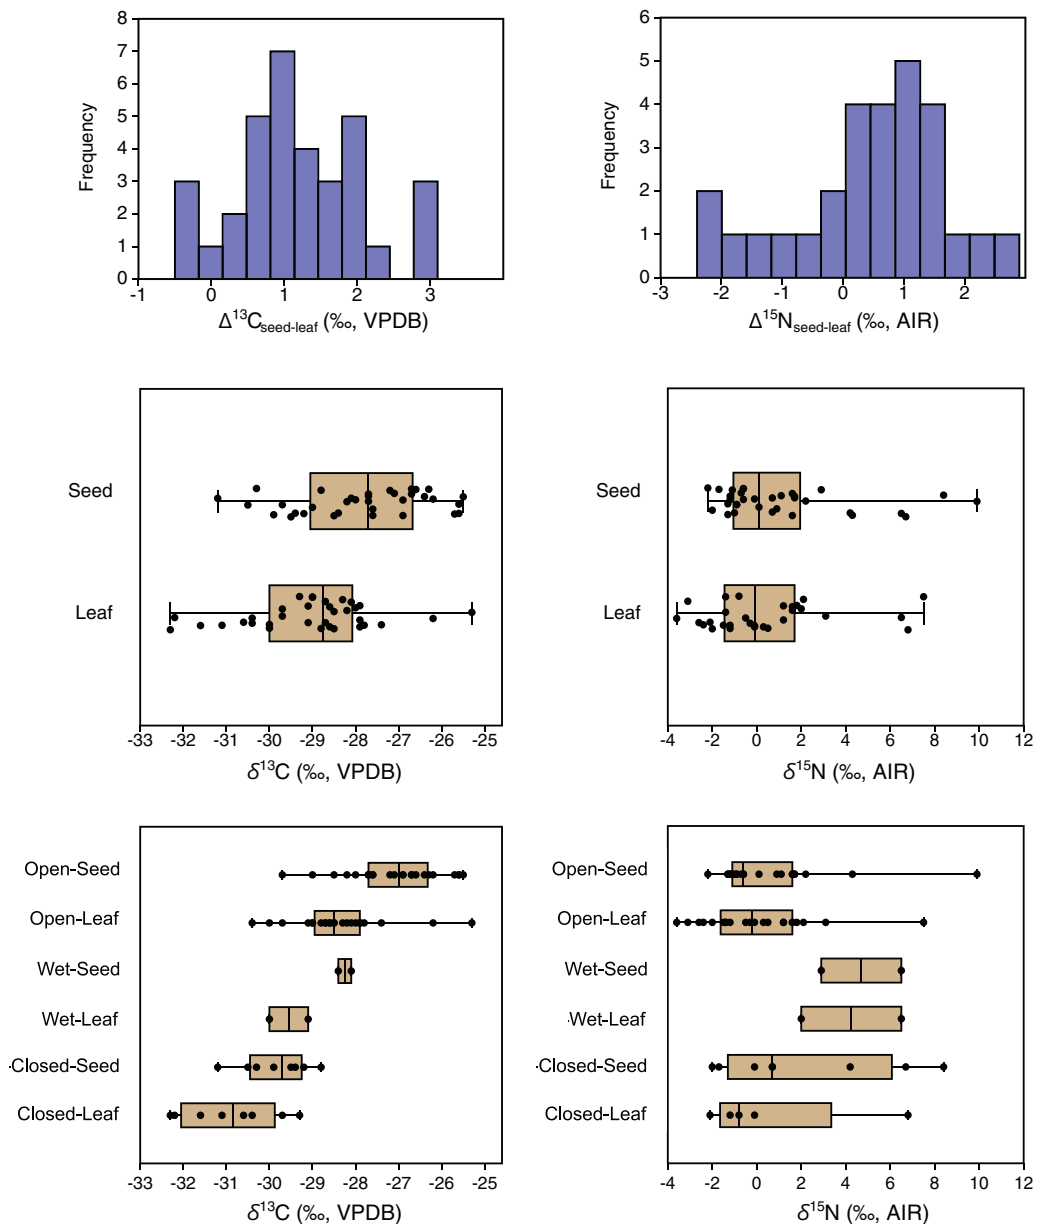 8
7
6
5
4
3
2
1
0
Frequency
-1 0 1 2 3
Δ¹³C seed-leaf (‰, VPDB)
6
5
4
3
2
1
0
Frequency
-3 -2 -1 0 1 2
Δ¹⁵N seed-leaf (‰, AIR)
Seed
Leaf
-33 -32 -31 -30 -29 -28 -27 -26 -25
δ¹³C (‰, VPDB)
Seed
Leaf
-4 -2 0 2 4 6 8 10 12
δ¹⁵N (‰, AIR)
Open-Seed
Open-Leaf
Wet-Seed
Wet-Leaf
Closed-Seed
Closed-Leaf
-33 -32 -31 -30 -29 -28 -27 -26 -25
δ¹³C (‰, VPDB)
Open-Seed
Open-Leaf
Wet-Seed
Wet-Leaf
Closed-Seed
Closed-Leaf
-4 -2 0 2 4 6 8 10 12
δ¹⁵N (‰, AIR)